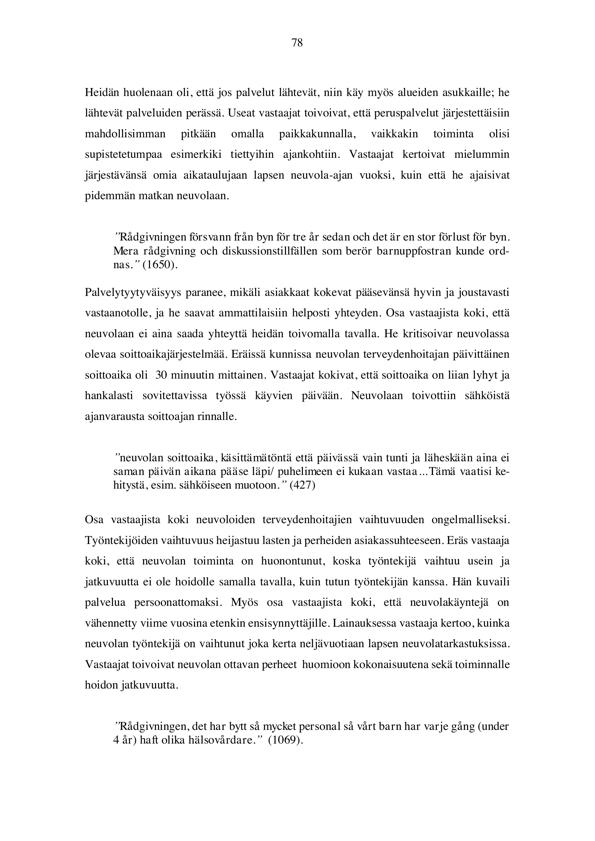 78
Heidän huolenaan oli, että jos palvelut lähtevät, niin käy myös alueiden asukkaille; he
lähtevät palveluiden perässä. Useat vastaajat toivoivat, että peruspalvelut järjestettäisiin
mahdollisimman pitkään omalla paikkakunnalla, vaikkakin toiminta olisi
supistetetumpaa esimerkiki tiettyihin ajankohtiin. Vastaajat kertoivat mielummin
järjestävänsä omia aikataulujaan lapsen neuvola-ajan vuoksi, kuin että he ajaisivat
pidemmän matkan neuvolaan.
”Rådgivningen försvann från byn för tre år sedan och det är en stor förlust för byn.
Mera rådgivning och diskussionstillfällen som berör barnuppfostran kunde ord-
nas.” (1650).
Palvelytyytyväisyys paranee, mikäli asiakkaat kokevat pääsevänsä hyvin ja joustavasti
vastaanotolle, ja he saavat ammattilaisiin helposti yhteyden. Osa vastaajista koki, että
neuvolaan ei aina saada yhteyttä heidän toivomalla tavalla. He kritisoivat neuvolassa
olevaa soittoaikajärjestelmää. Eräissä kunnissa neuvolan terveydenhoitajan päivittäinen
soittoaika oli 30 minuutin mittainen. Vastaajat kokivat, että soittoaika on liian lyhyt ja
hankalasti sovitettavissa työssä käyvien päivään. Neuvolaan toivottiin sähköistä
ajanvarausta soittoajan rinnalle.
”neuvolan soittoaika, käsittämätöntä että päivässä vain tunti ja läheskään aina ei
saman päivän aikana pääse läpi/ puhelimeen ei kukaan vastaa...Tämä vaatisi ke-
hitystä, esim. sähköiseen muotoon.” (427)
Osa vastaajista koki neuvoloiden terveydenhoitajien vaihtuvuuden ongelmalliseksi.
Työntekijöiden vaihtuvuus heijastuu lasten ja perheiden asiakassuhteeseen. Eräs vastaaja
koki, että neuvolan toiminta on huonontunut, koska työntekijä vaihtuu usein ja
jatkuvuutta ei ole hoidolle samalla tavalla, kuin tutun työntekijän kanssa. Hän kuvaili
palvelua persoonattomaksi. Myös osa vastaajista koki, että neuvolakäyntejä on
vähennetty viime vuosina etenkin ensisynnyttäjille. Lainauksessa vastaaja kertoo, kuinka
neuvolan työntekijä on vaihtunut joka kerta neljävuotiaan lapsen neuvolatarkastuksissa.
Vastaajat toivoivat neuvolan ottavan perheet huomioon kokonaisuutena sekä toiminnalle
hoidon jatkuvuutta.
”Rådgivningen, det har bytt så mycket personal så vårt barn har varje gång (under
4 år) haft olika hälsovårdare.” (1069).